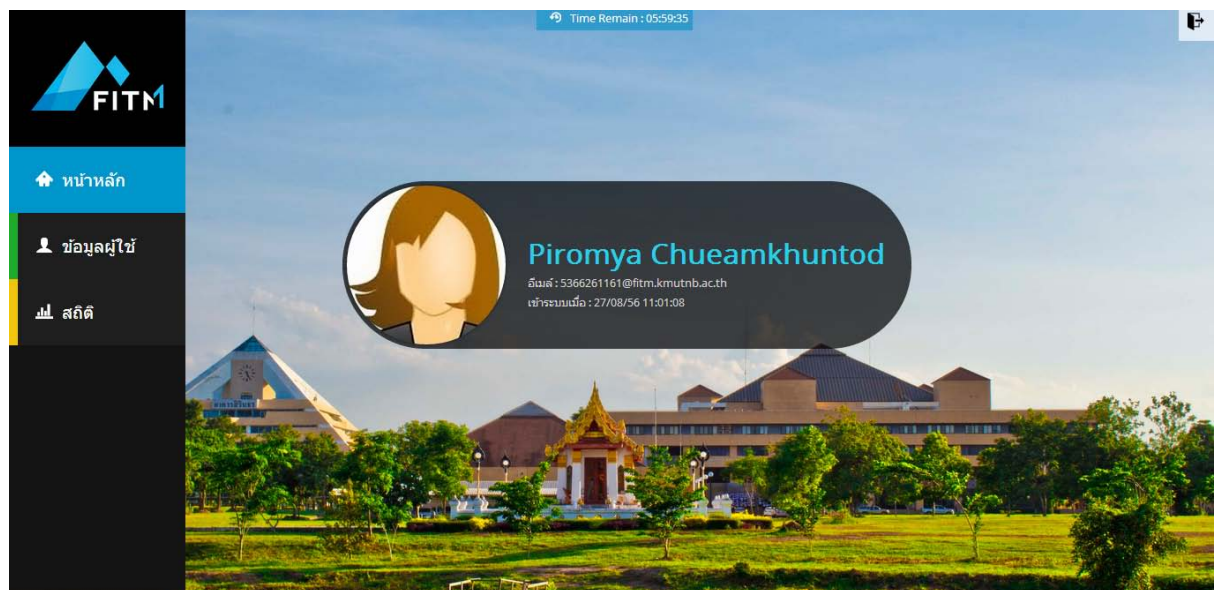 Time Remain : 05:59:35
FITM
หน้าหลัก
ข้อมูลผู้ใช้
สถิติ
Piromya Chueamkhuntod
อีเมล์ : 5366261161@fitm.kmutnb.ac.th
เข้าระบบเมื่อ : 27/08/56 11:01:08